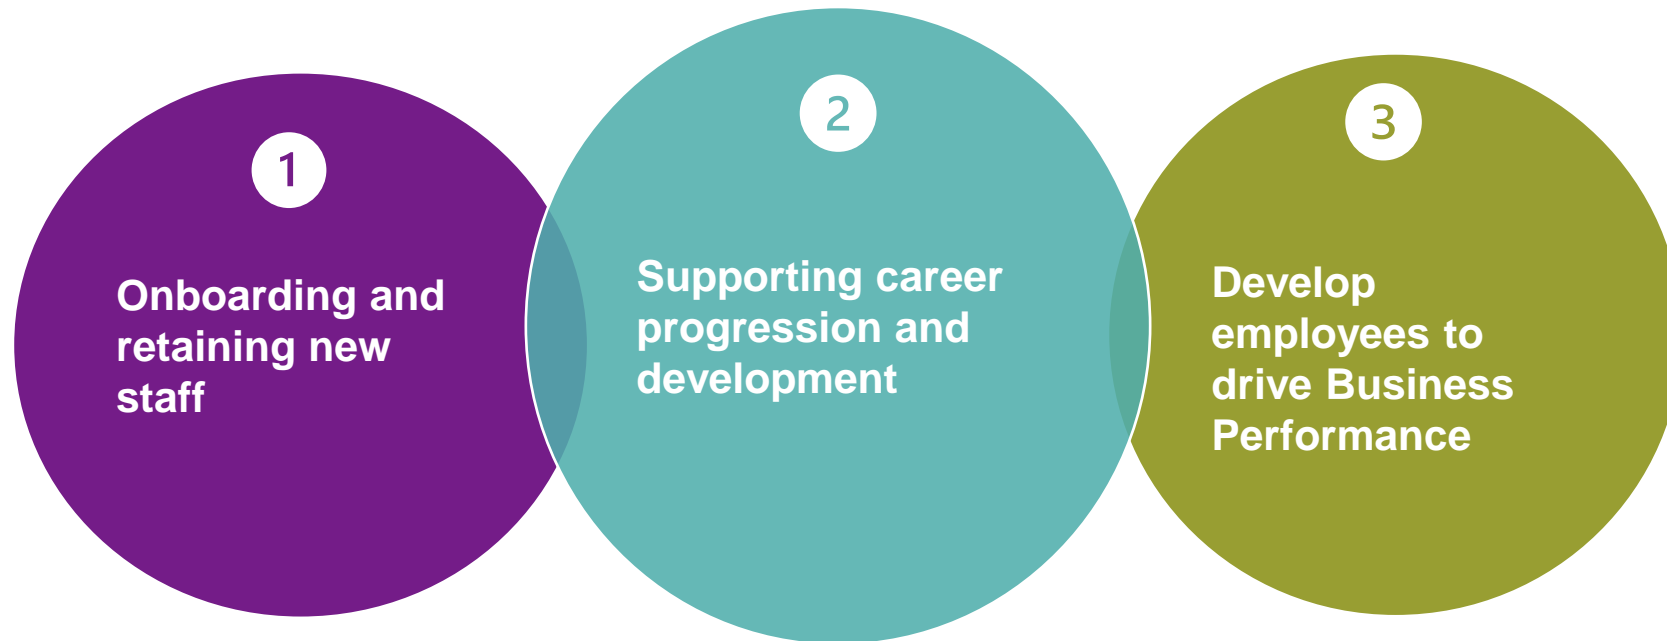 1
Onboarding and
retaining new
staff
2
Supporting career
progression and
development
3
Develop
employees to
drive Business
Performance